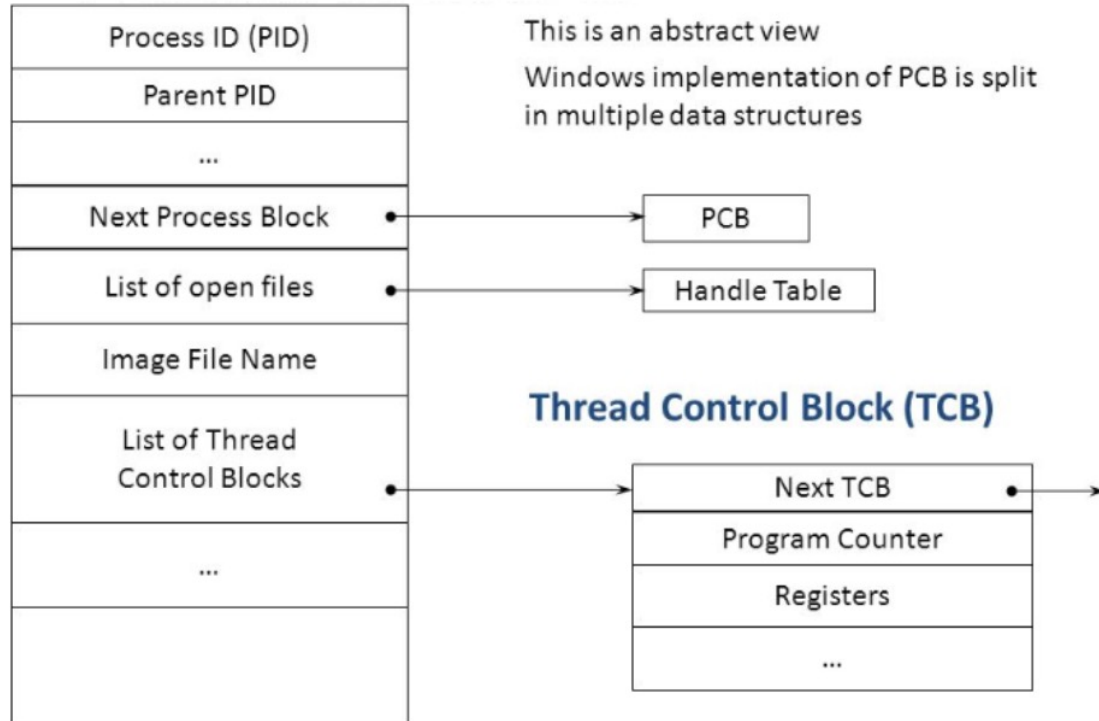 Process ID (PID)
Parent PID
...
Next Process Block
List of open files
Image File Name
List of Thread
Control Blocks
...
This is an abstract view
Windows implementation of PCB is split
in multiple data structures
PCB
Handle Table
Thread Control Block (TCB)
Next TCB
Program Counter
Registers
...